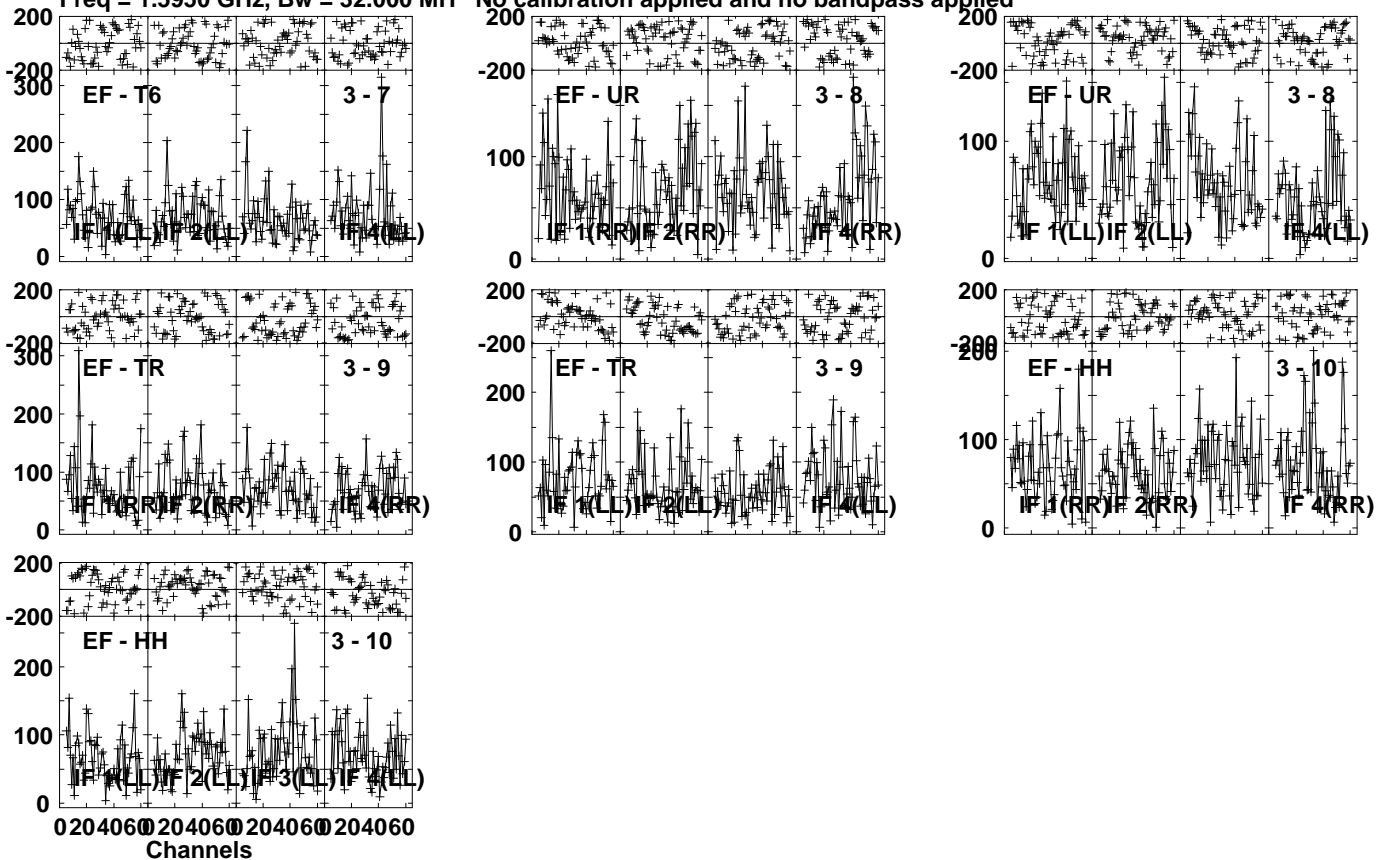 Freq = 1.5950 GHz, Bw = 32.000 MH No calibration applied and no bandpass applied
200
-200
300
200
100
0
EF - T6
3 - 7
IF 1(LL)
IF 2(LL)
IF 4(LL)
200
-200
100
0
EF - UR
3 - 8
IF 1(RR)
IF 2(RR)
IF 4(RR)
200
-200
100
0
EF - UR
3 - 8
IF 1(LL)
IF 2(LL)
IF 4(LL)
200
-200
300
200
100
0
EF - TR
3 - 9
IF 1(RR)
IF 2(RR)
IF 4(RR)
200
-200
200
100
0
EF - TR
3 - 9
IF 1(LL)
IF 2(LL)
IF 4(LL)
200
-200
200
100
0
EF - HH
3 - 10
IF 1(RR)
IF 2(RR)
IF 4(RR)
200
-200
200
100
0
EF - HH
3 - 10
IF 1(LL)
IF 2(LL)
IF 3(LL)
IF 4(LL)
0 20 40 60 0 20 40 60 0 20 40 60 0 20 40 60
Channels